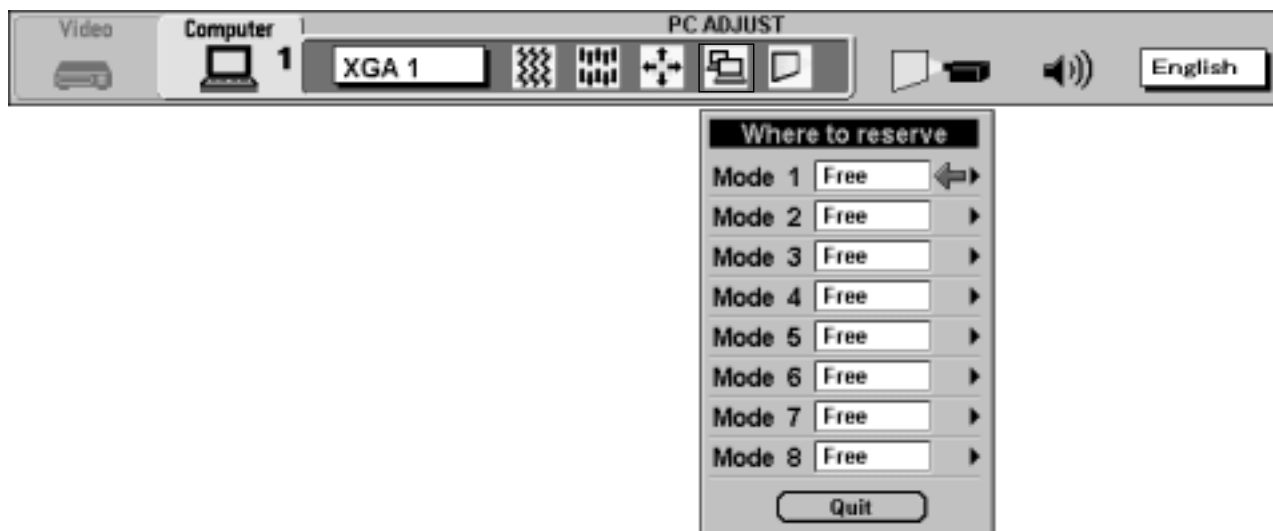 Video
Computer
PC ADJUST
1
XGA 1
English
Where to reserve
Mode 1 Free
Mode 2 Free
Mode 3 Free
Mode 4 Free
Mode 5 Free
Mode 6 Free
Mode 7 Free
Mode 8 Free
Quit